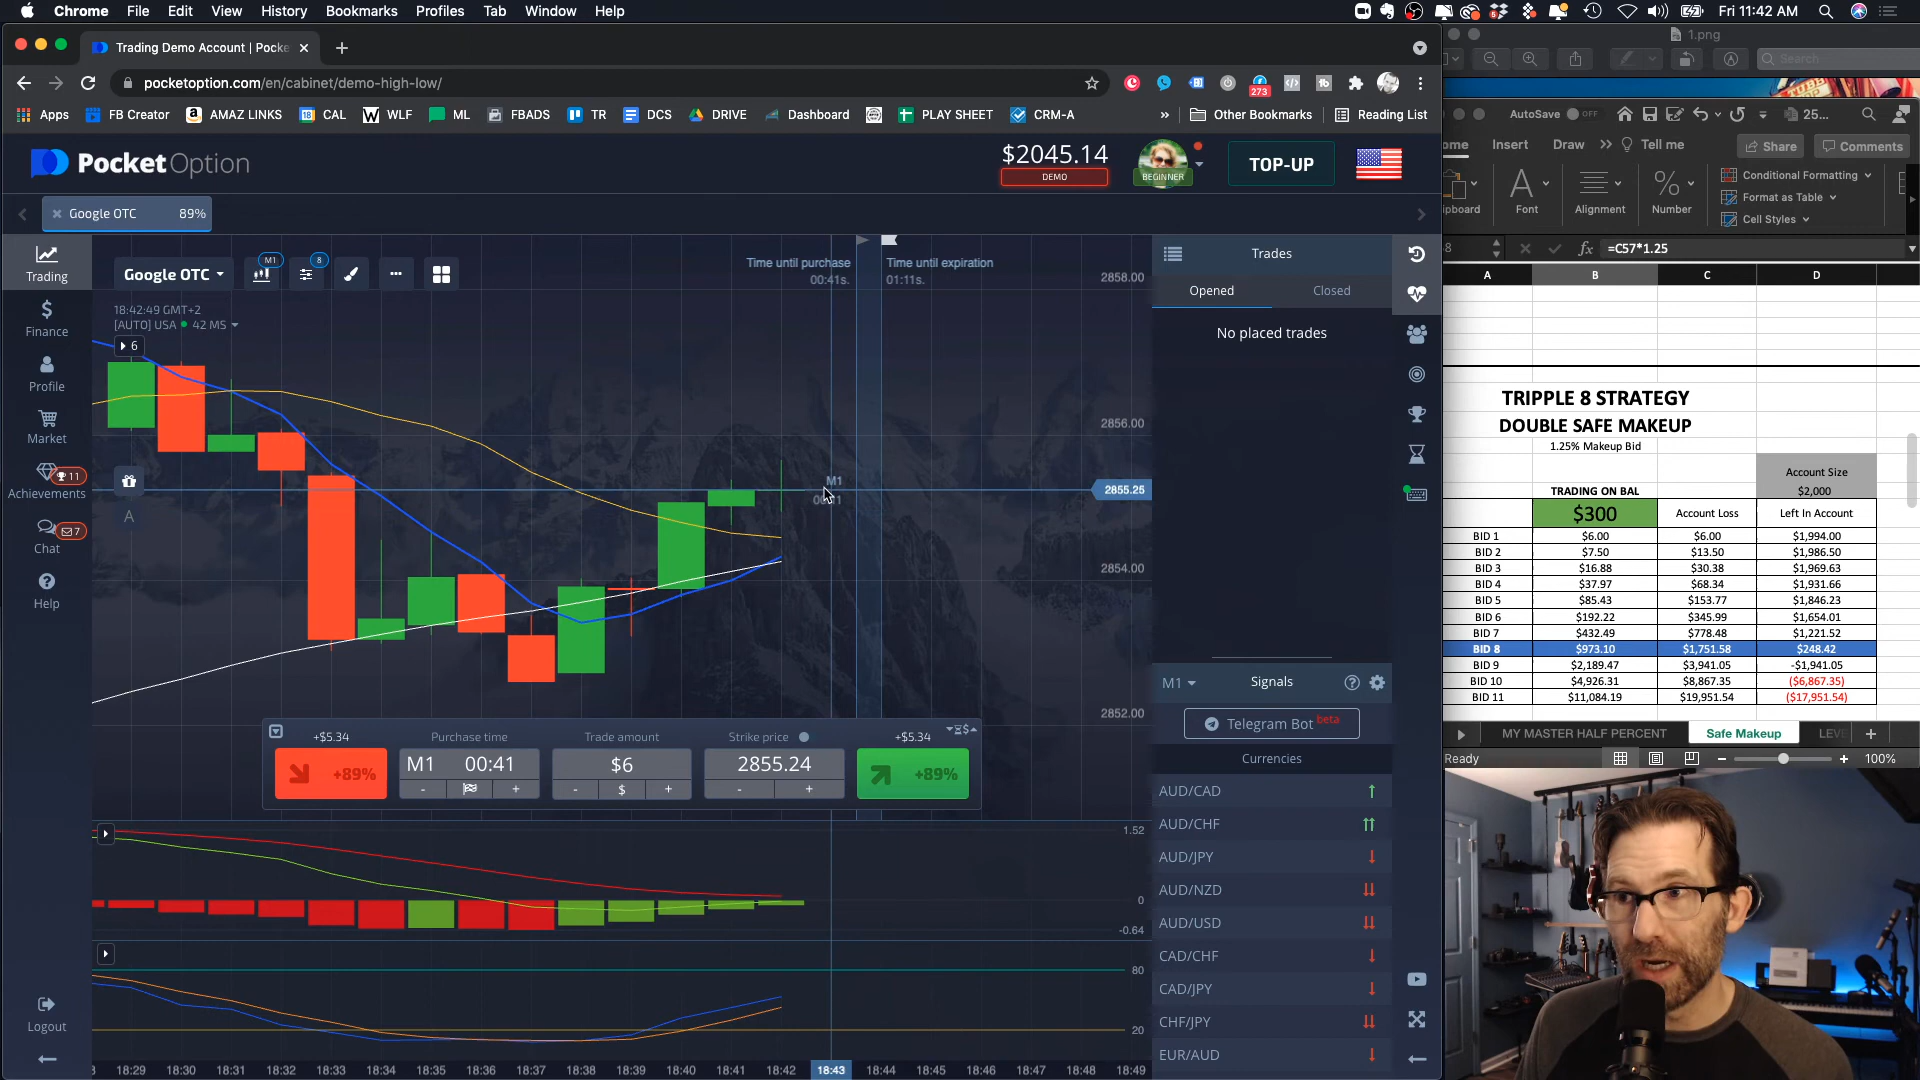 Chrome File Edit View History Bookmarks Profiles Tab Window Help
Fri 11:42 AM
Trading Demo Account | Pocke
pocketoption.com/en/cabinet/demo-high-low/
273
Apps FB Creator AMAZ LINKS CAL WLF ML FBADS TR DCS DRIVE Dashboard PLAY SHEET CRM-A » Other Bookmarks Reading List
PocketOption
$2045.14
DEMO
BEGINNER
TOP-UP
Google OTC 89%
Trading
Finance
Profile
Market
11
Achievements
7
Chat
Help
Logout
Google OTC
M1
8
18:42:49 GMT+2
[AUTO] USA 42 MS
6
A
Time until purchase
00:41s.
Time until expiration
01:11s.
M1
2858.00
2856.00
2855.25
2854.00
2852.00
+$5.34
+89%
Purchase time
M1 00:41
- +
Trade amount
$6
- $ +
Strike price
2855.24
- +
+$5.34
+89%
1.52
0
-0.64
80
20
18:29 18:30 18:31 18:32 18:33 18:34 18:35 18:36 18:37 18:38 18:39 18:40 18:41 18:42 18:43 18:44 18:45 18:46 18:47 18:48 18:49
Trades
Opened Closed
No placed trades
M1 Signals
Telegram Bot beta
Currencies
AUD/CAD
AUD/CHF
AUD/JPY
AUD/NZD
AUD/USD
CAD/CHF
CAD/JPY
CHF/JPY
EUR/AUD
1.png
Search
AutoSave OFF 25...
ome Insert Draw » Tell me Share Comments
ipboard Font Alignment Number
Conditional Formatting
Format as Table
Cell Styles
8 fx =C57*1.25
A B C D
TRIPPLE 8 STRATEGY
DOUBLE SAFE MAKEUP
1.25% Makeup Bid
Account Size
TRADING ON BAL $2,000
$300 Account Loss Left In Account
BID 1 $6.00 $6.00 $1,994.00
BID 2 $7.50 $13.50 $1,986.50
BID 3 $16.88 $30.38 $1,969.63
BID 4 $37.97 $68.34 $1,931.66
BID 5 $85.43 $153.77 $1,846.23
BID 6 $192.22 $345.99 $1,654.01
BID 7 $432.49 $778.48 $1,221.52
BID 8 $973.10 $1,751.58 $248.42
BID 9 $2,189.47 $3,941.05 -$1,941.05
BID 10 $4,926.31 $8,867.35 ($6,867.35)
BID 11 $11,084.19 $19,951.54 ($17,951.54)
MY MASTER HALF PERCENT Safe Makeup LEVE +
Ready 100%